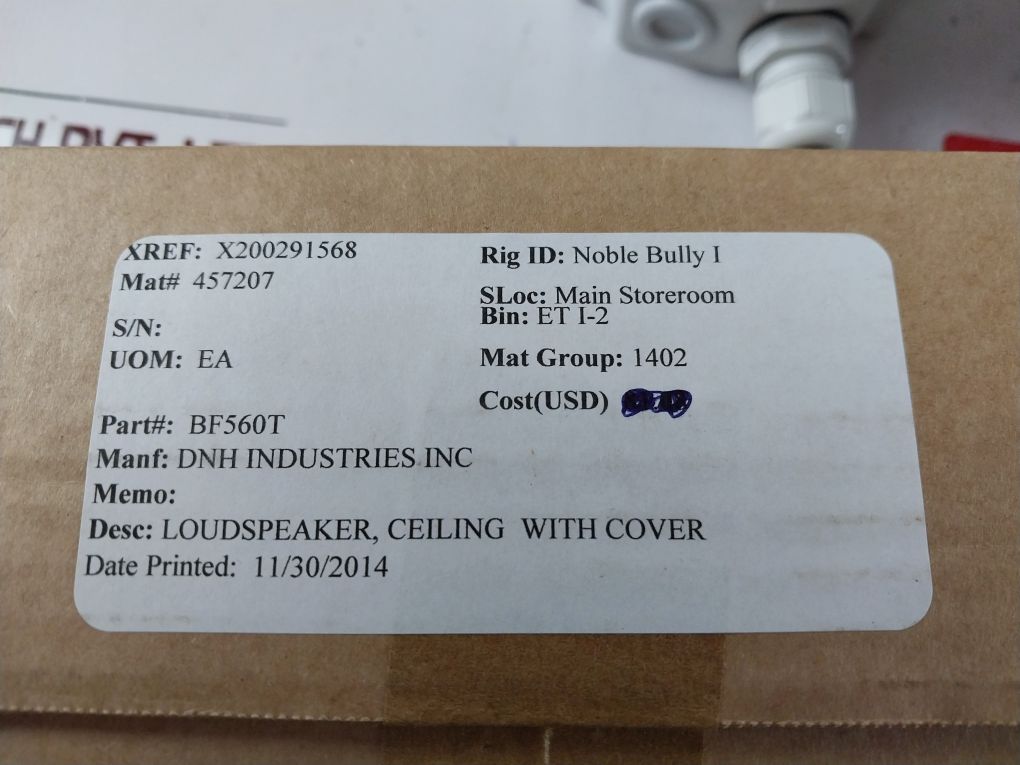 XREF: X200291568
Mat# 457207
S/N:
UOM: EA
Part#: BF560T
Manf: DNH INDUSTRIES INC
Memo:
Desc: LOUDSPEAKER, CEILING WITH COVER
Date Printed: 11/30/2014
Rig ID: Noble Bully I
SLoc: Main Storeroom
Bin: ET I-2
Mat Group: 1402
Cost(USD)